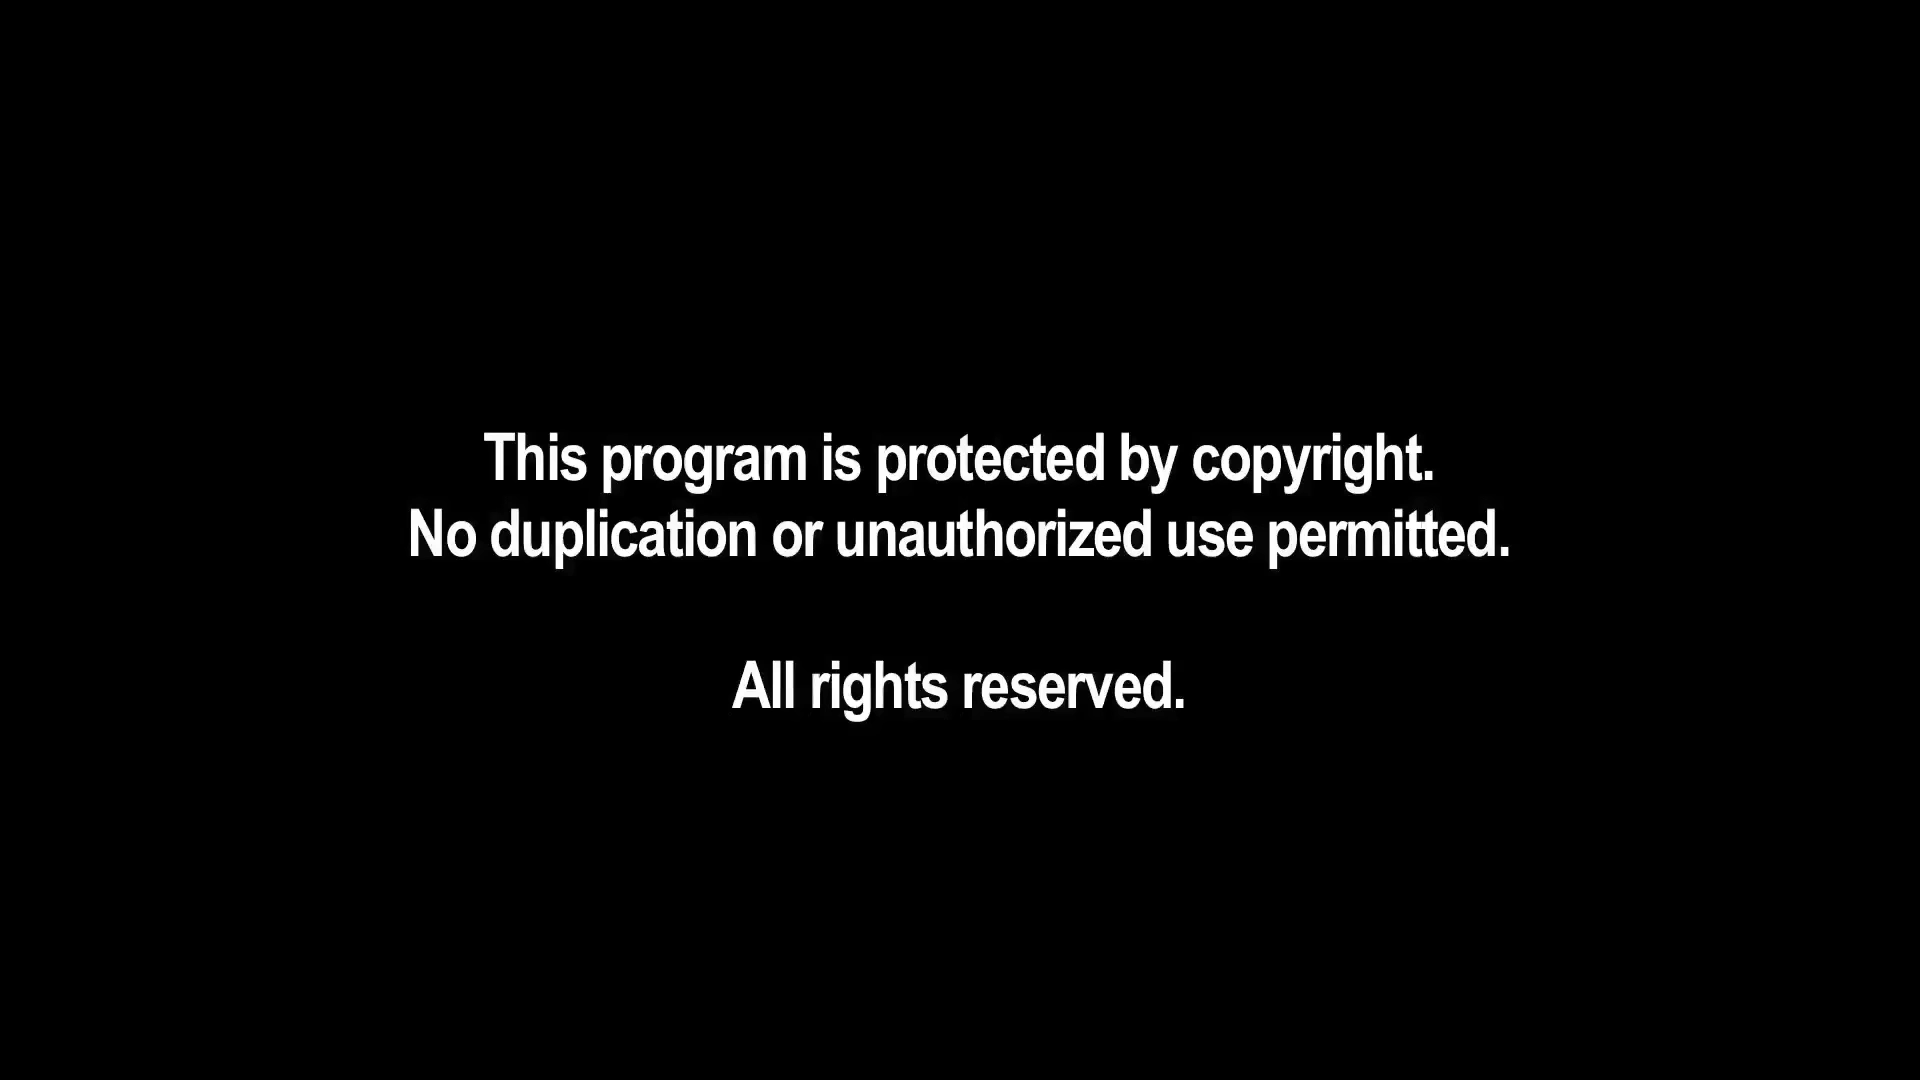 This program is protected by copyright.
No duplication or unauthorized use permitted.
All rights reserved.